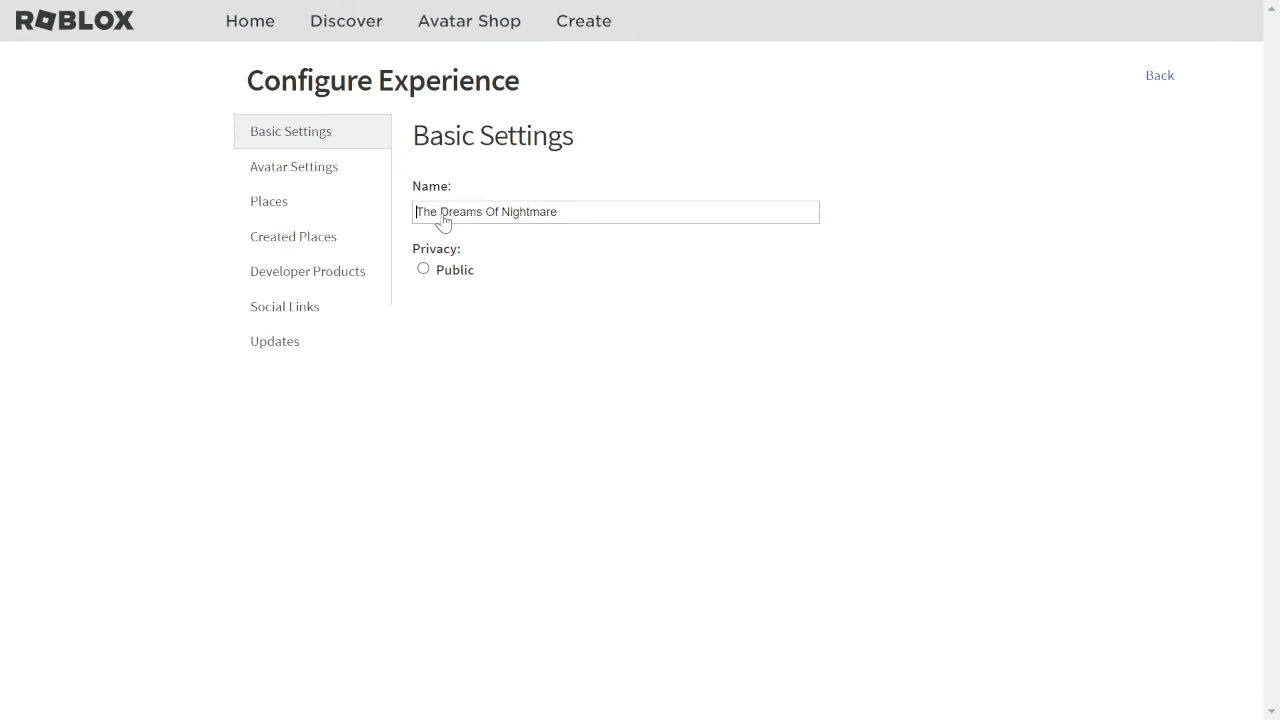 ROBLOX Home Discover Avatar Shop Create
Configure Experience
Back
Basic Settings
Avatar Settings
Places
Created Places
Developer Products
Social Links
Updates
Basic Settings
Name:
The Dreams Of Nightmare
Privacy:
Public